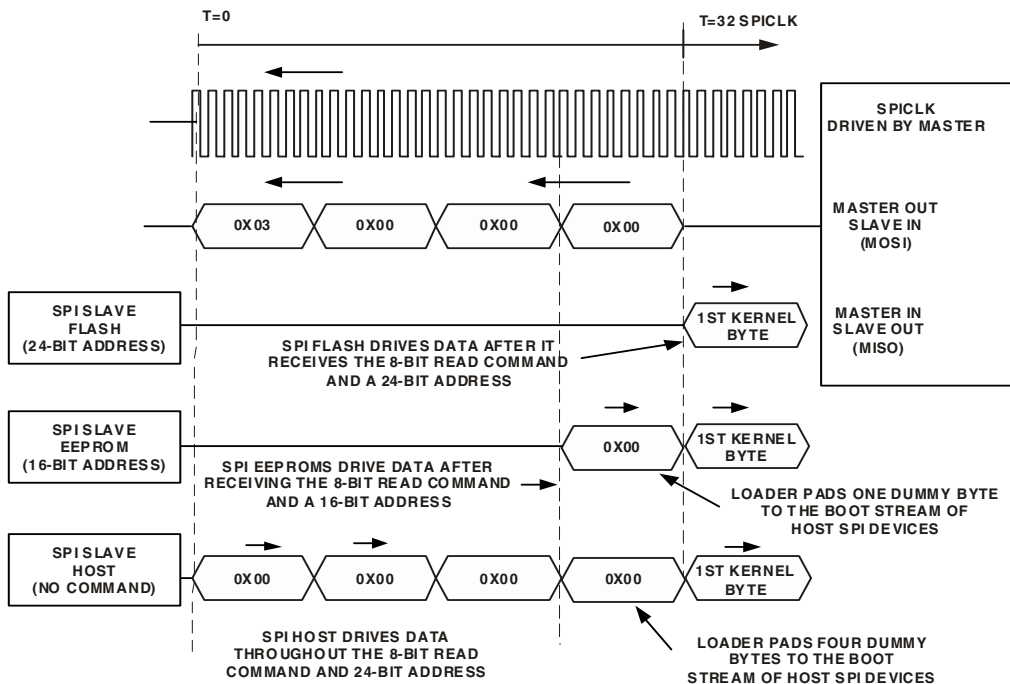 T=0
T=32 SPICLK
SPICLK
DRIVEN BY MASTER
0X03
0X00
0X00
0X00
MASTER OUT
SLAVE IN
(MOSI)
SPI SLAVE
FLASH
(24-BIT ADDRESS)
1ST KERNEL
BYTE
MASTER IN
SLAVE OUT
(MISO)
SPI FLASH DRIVES DATA AFTER IT
RECEIVES THE 8-BIT READ COMMAND
AND A 24-BIT ADDRESS
SPI SLAVE
EEPROM
(16-BIT ADDRESS)
0X00
1ST KERNEL
BYTE
SPI EEPROMS DRIVE DATA AFTER
RECEIVING THE 8-BIT READ COMMAND
AND A 16-BIT ADDRESS
LOADER PADS ONE DUMMY BYTE
TO THE BOOT STREAM OF
HOST SPI DEVICES
SPI SLAVE
HOST
(NO COMMAND)
0X00
0X00
0X00
0X00
1ST KERNEL
BYTE
SPI HOST DRIVES DATA
THROUGHOUT THE 8-BIT READ
COMMAND AND 24-BIT ADDRESS
LOADER PADS FOUR DUMMY
BYTES TO THE BOOT
STREAM OF HOST SPI DEVICES